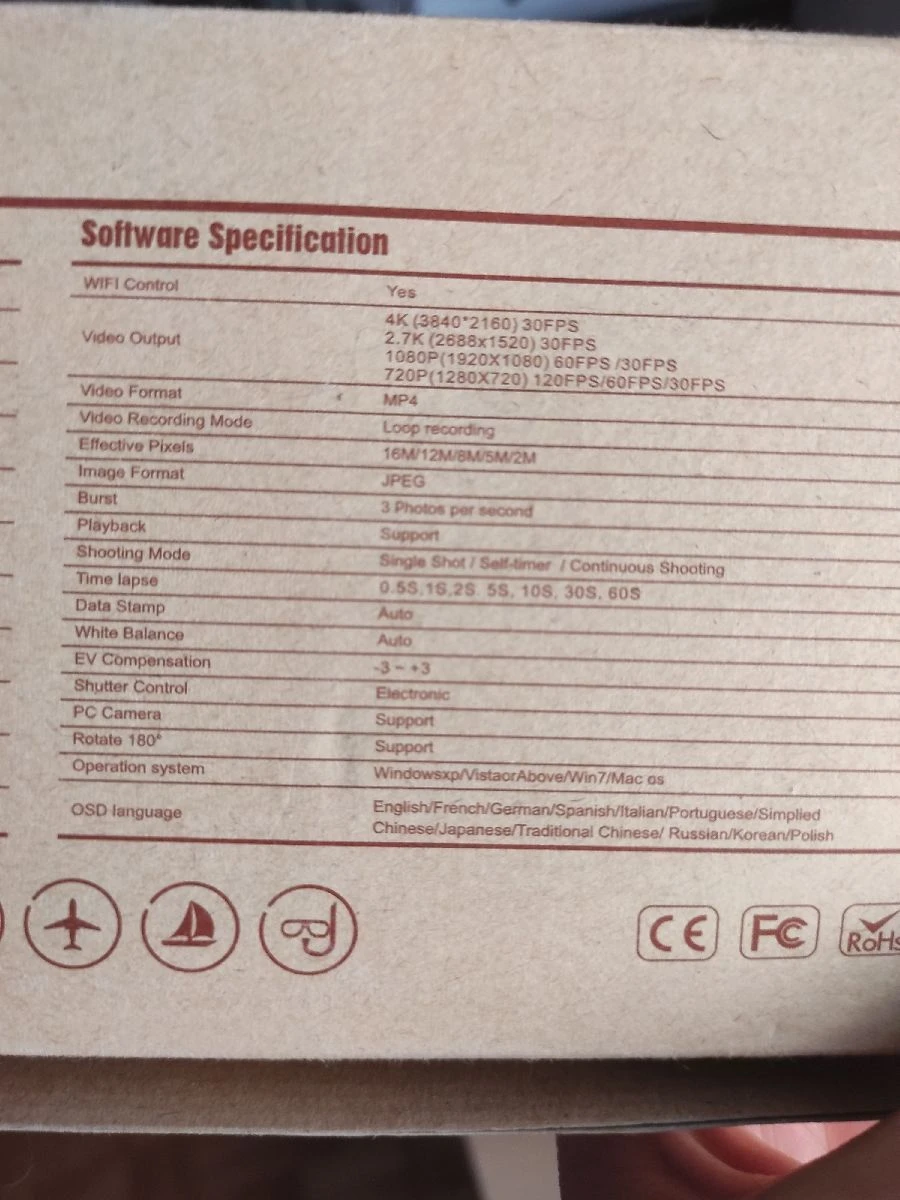 Software Specification
WIFI Control Yes
Video Output 4K (3840*2160) 30FPS
2.7K (2688x1520) 30FPS
1080P(1920X1080) 60FPS /30FPS
720P(1280X720) 120FPS/60FPS/30FPS
Video Format MP4
Video Recording Mode Loop recording
Effective Pixels 16M/12M/8M/5M/2M
Image Format JPEG
Burst 3 Photos per second
Playback Support
Shooting Mode Single Shot / Self-timer / Continuous Shooting
Time lapse 0.5S,1S,2S 5S, 10S, 30S, 60S
Data Stamp Auto
White Balance Auto
EV Compensation -3 ~ +3
Shutter Control Electronic
PC Camera Support
Rotate 180° Support
Operation system Windowsxp/VistaorAbove/Win7/Mac os
OSD language English/French/German/Spanish/Italian/Portuguese/Simplied
Chinese/Japanese/Traditional Chinese/ Russian/Korean/Polish
CE FC RoHS